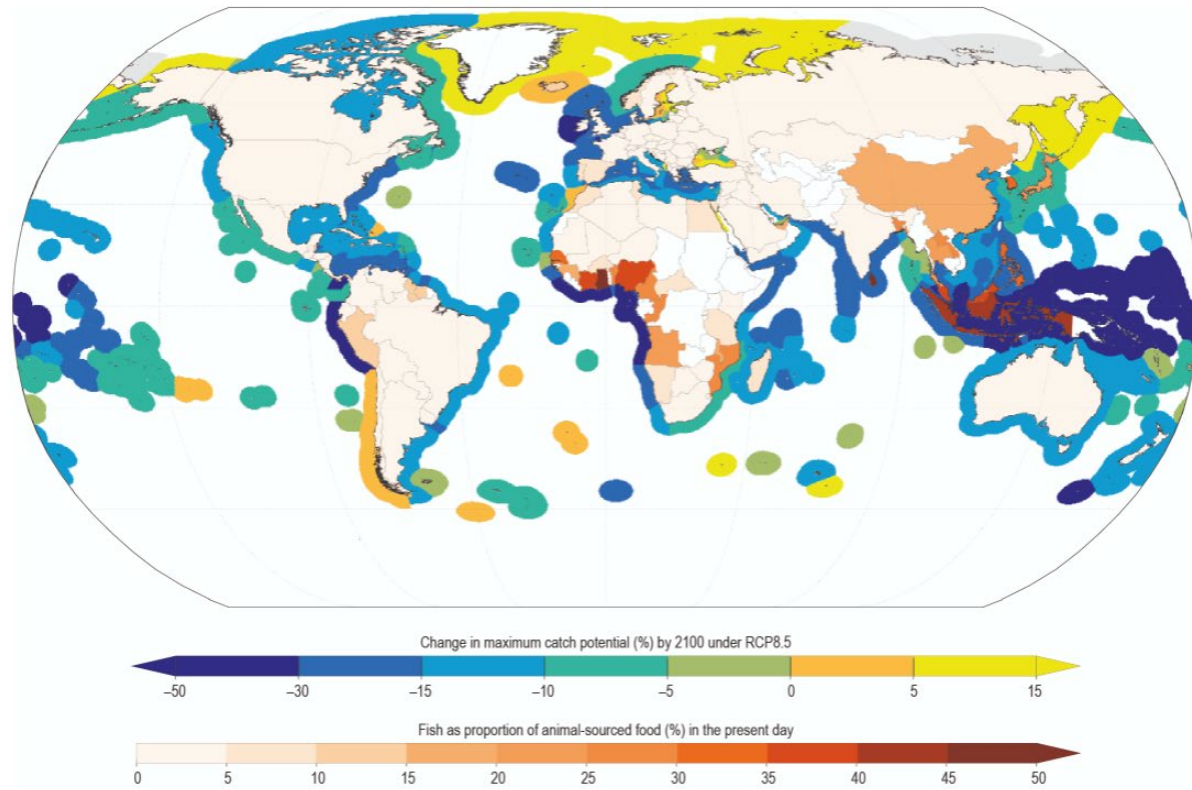 Change in maximum catch potential (%) by 2100 under RCP8.5
–50 –30 –15 –10 –5 0 5 15
Fish as proportion of animal-sourced food (%) in the present day
0 5 10 15 20 25 30 35 40 45 50